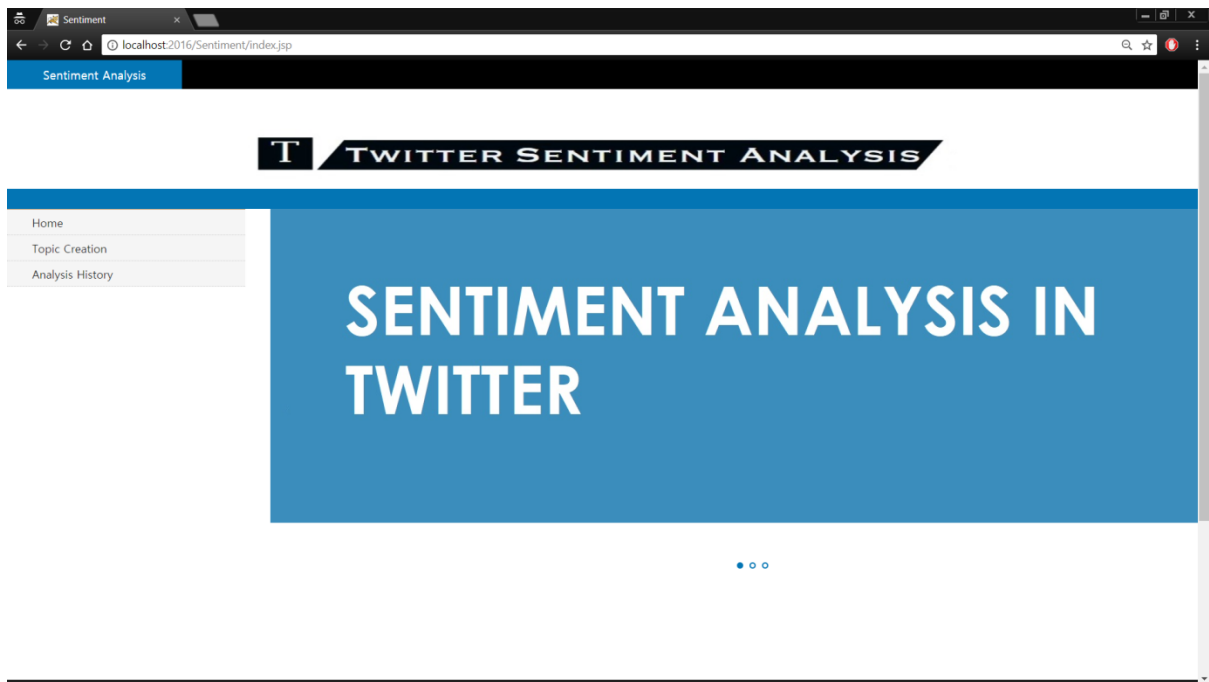 Sentiment
localhost:2016/Sentiment/index.jsp
Sentiment Analysis
T TWITTER SENTIMENT ANALYSIS
Home
Topic Creation
Analysis History
SENTIMENT ANALYSIS IN
TWITTER